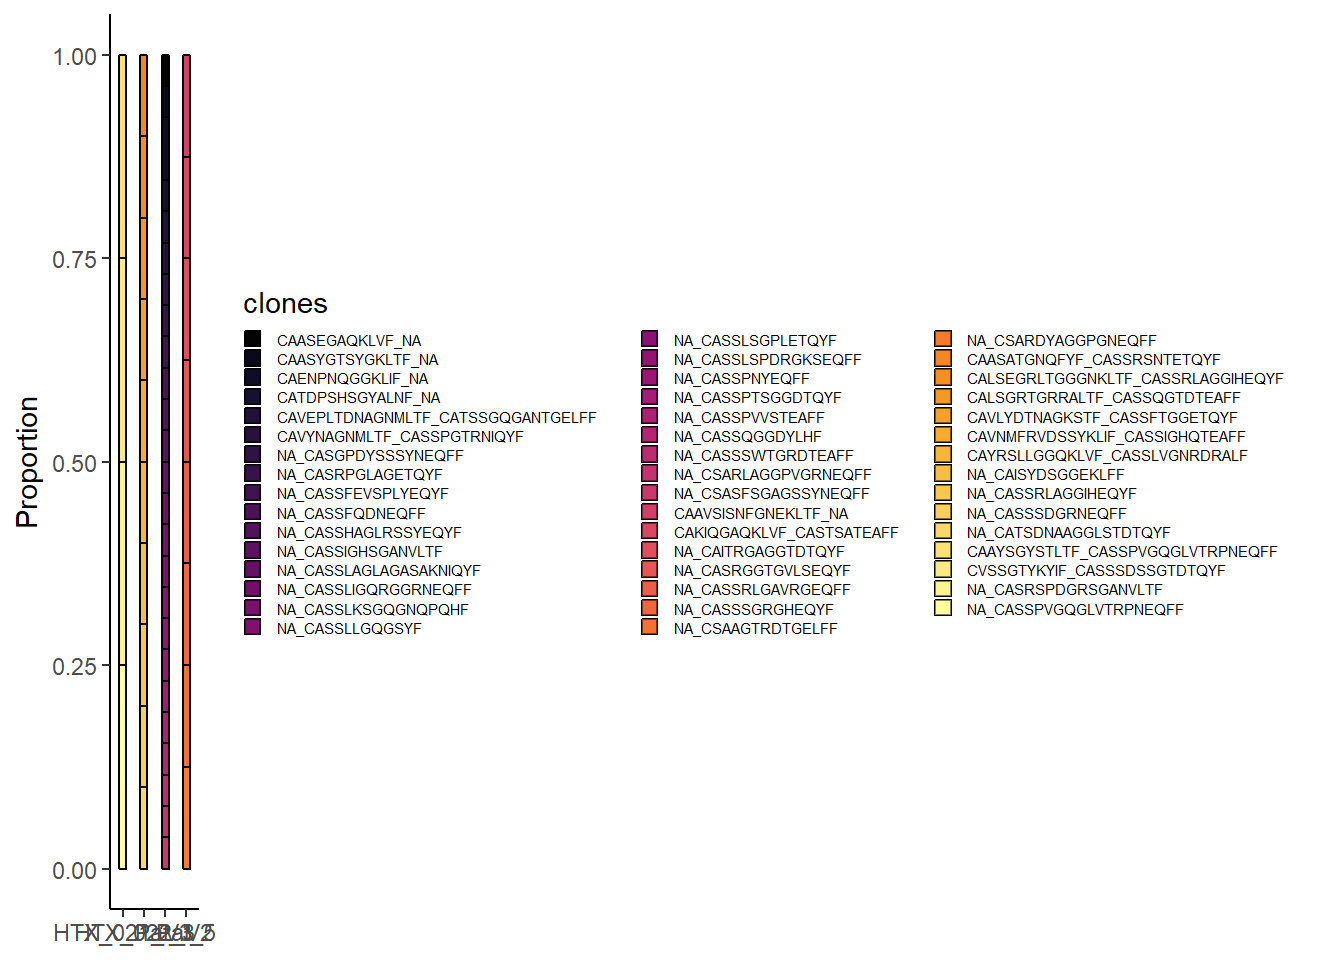 1.00
0.75
0.50
0.25
0.00
Proportion
clones
CAASEGAQKLVF_NA
CAASYGTSYGKLTF_NA
CAENPNQGGKLIF_NA
CATDPSHSGYALNF_NA
CAVEPLTDNAGNMLTF_CATSSGQGANTGELFF
CAVYNAGNMLTF_CASSPGTRNIQYF
NA_CASGPDYSSSYNEQFF
NA_CASRPGLAGETQYF
NA_CASSFEVSPLYEQYF
NA_CASSFQDNEQFF
NA_CASSHAGLRSSYEQYF
NA_CASSIGHSGANVLTF
NA_CASSLAGLAGASAKNIQYF
NA_CASSLIGQRGGRNEQFF
NA_CASSLKSGQGNQPQHF
NA_CASSLLGQGSYF
NA_CASSLSGPLETQYF
NA_CASSLSPDRGKSEQFF
NA_CASSPNYEQFF
NA_CASSPTSGGDTQYF
NA_CASSPVVSTEAFF
NA_CASSQGGDYLHF
NA_CASSSWTGRDTEAFF
NA_CSARLAGGPVGRNEQFF
NA_CSASFSGAGSSYNEQFF
CAAVSISNFGNEKLTF_NA
CAKIQGAQKLVF_CASTSATEAFF
NA_CAITRGAGGTDTQYF
NA_CASRGGTGVLSEQYF
NA_CASSRLGAVRGEQFF
NA_CASSSGRGHEQYF
NA_CSAAGTRDTGELFF
NA_CSARDYAGGPGNEQFF
CAASATGNQFYF_CASSRSNTETQYF
CALSEGRLTGGGNKLTF_CASSRLAGGIHEQYF
CALSGRTGRRALTF_CASSQGTDTEAFF
CAVLYDTNAGKSTF_CASSFTGGETQYF
CAVNMFRVDSSYKLIF_CASSIGHQTEAFF
CAYRSLLGGQKLVF_CASSLVGNRDRALF
NA_CAISYDSGGEKLFF
NA_CASSRLAGGIHEQYF
NA_CASSSDGRNEQFF
NA_CATSDNAAGGLSTDTQYF
CAAYSGYSTLTF_CASSPVGQGLVTRPNEQFF
CVSSGTYKYIF_CASSSDSSGTDTQYF
NA_CASRSPDGRSGANVLTF
NA_CASSPVGQGLVTRPNEQFF